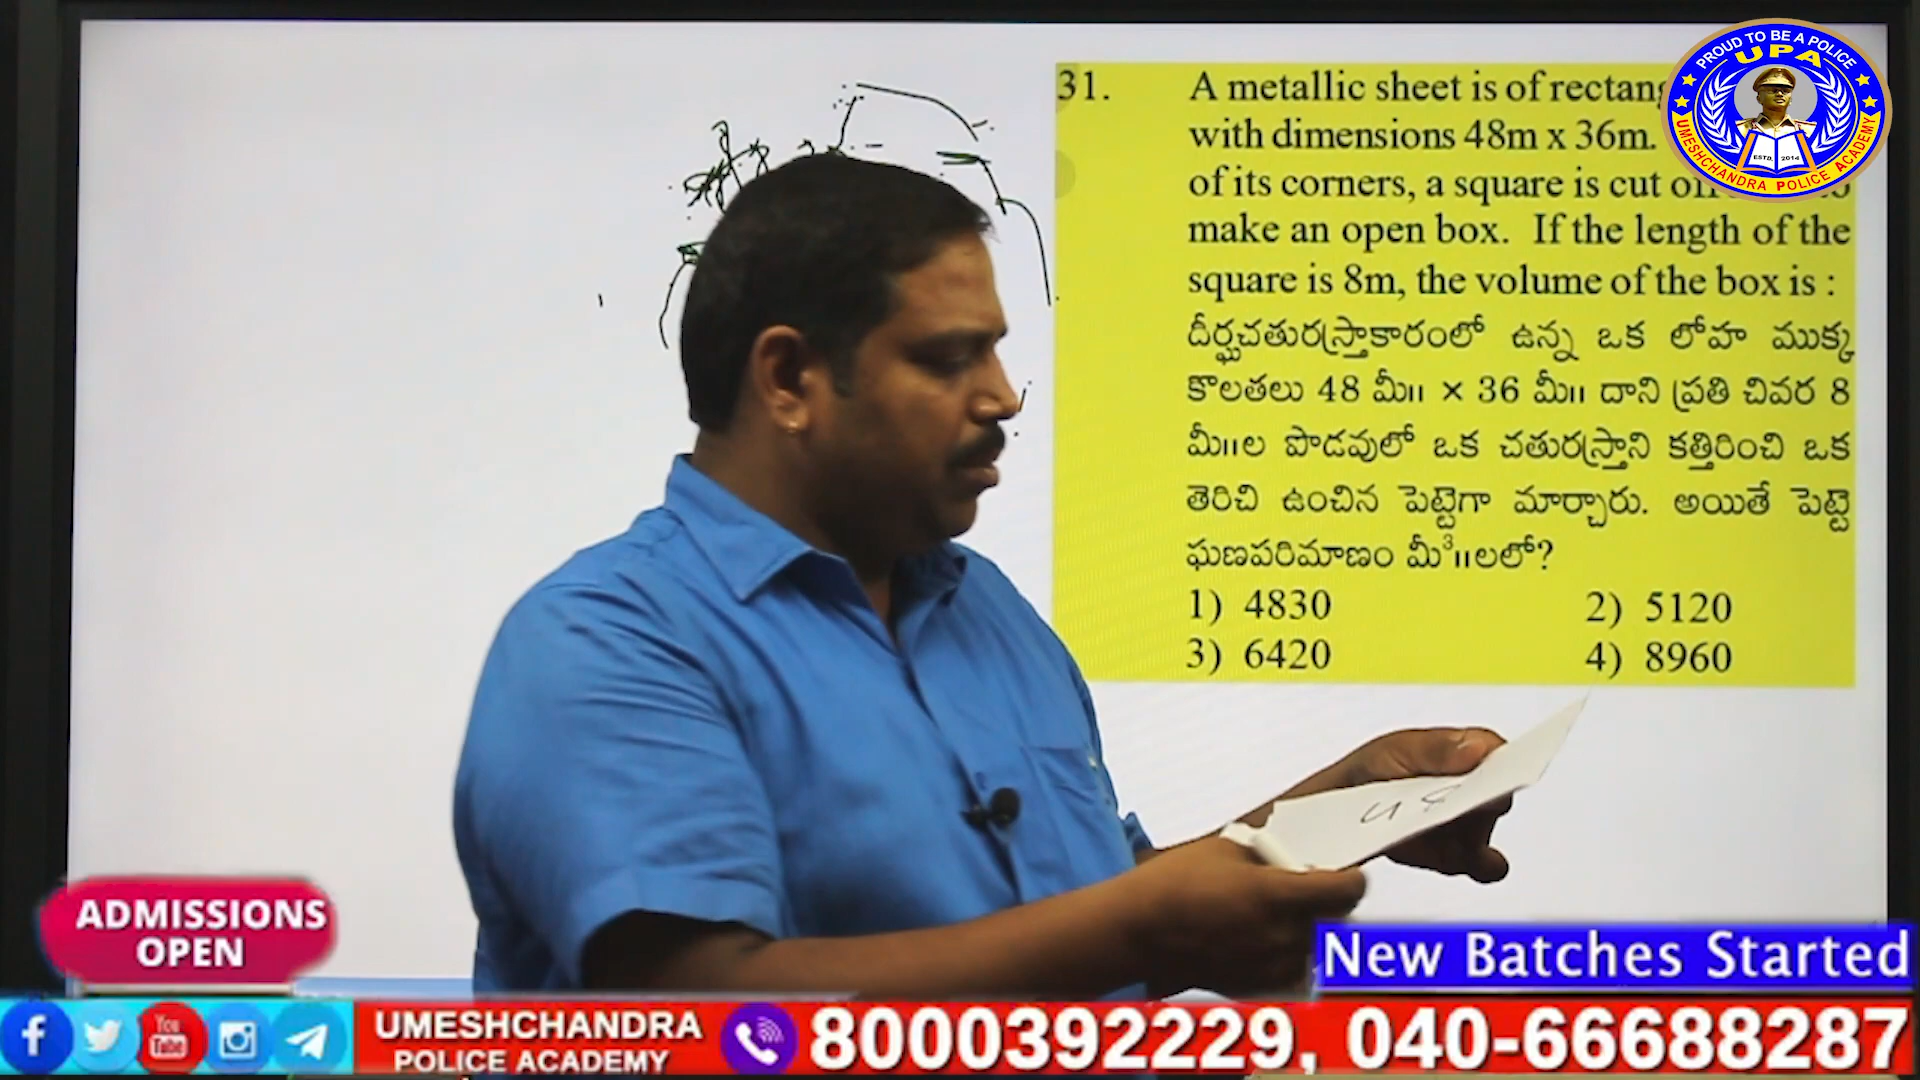 31. A metallic sheet is of rectang
with dimensions 48m x 36m.
of its corners, a square is cut off
make an open box. If the length of the
square is 8m, the volume of the box is :
దీర్ఘచతురస్రాకారంలో ఉన్న ఒక లోహ ముక్క
కొలతలు 48 మీ॥ × 36 మీ॥ దాని ప్రతి చివర 8
మీ॥ల పొడవులో ఒక చతురస్రాని కత్తిరించి ఒక
తెరిచి ఉంచిన పెట్టెగా మార్చారు. అయితే పెట్టె
ఘణపరిమాణం మీ³॥లలో?
1) 4830 2) 5120
3) 6420 4) 8960
PROUD TO BE A POLICE
UPA
ESTD, 2014
UMESHCHANDRA POLICE ACADEMY
ADMISSIONS
OPEN
New Batches Started
You
Tube
UMESHCHANDRA
POLICE ACADEMY
8000392229, 040-66688287